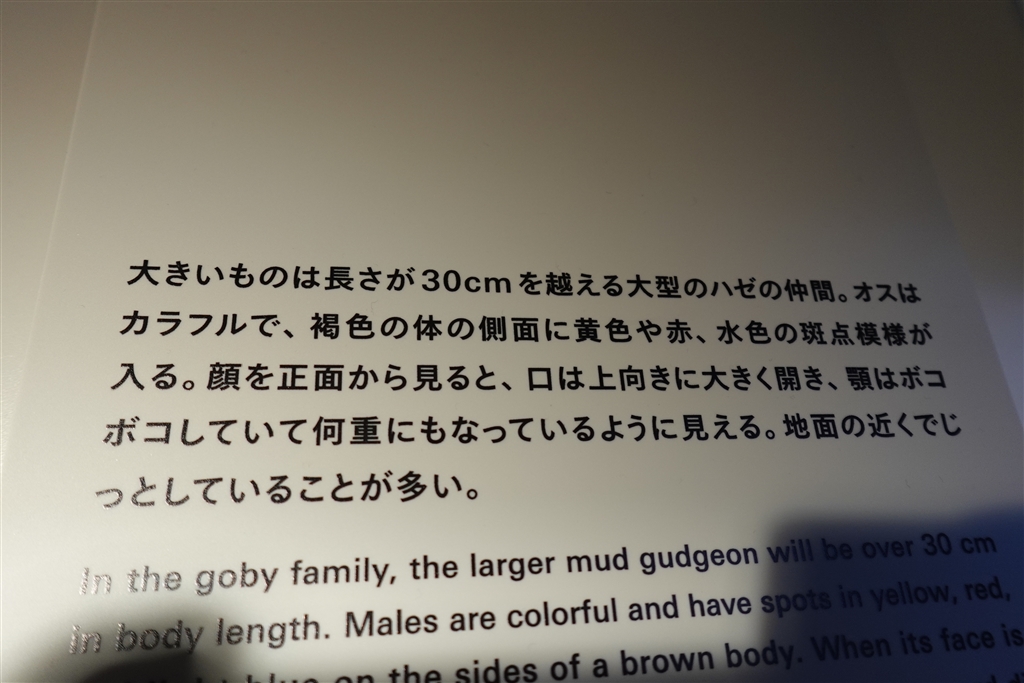 大きいものは長さが30cmを越える大型のハゼの仲間。オスは
カラフルで、褐色の体の側面に黄色や赤、水色の斑点模様が
入る。顔を正面から見ると、口は上向きに大きく開き、顎はボコ
ボコしていて何重にもなっているように見える。地面の近くでじ
っとしていることが多い。
In the goby family, the larger mud gudgeon will be over 30 cm
in body length. Males are colorful and have spots in yellow, red,
blue on the sides of a brown body. When its face is